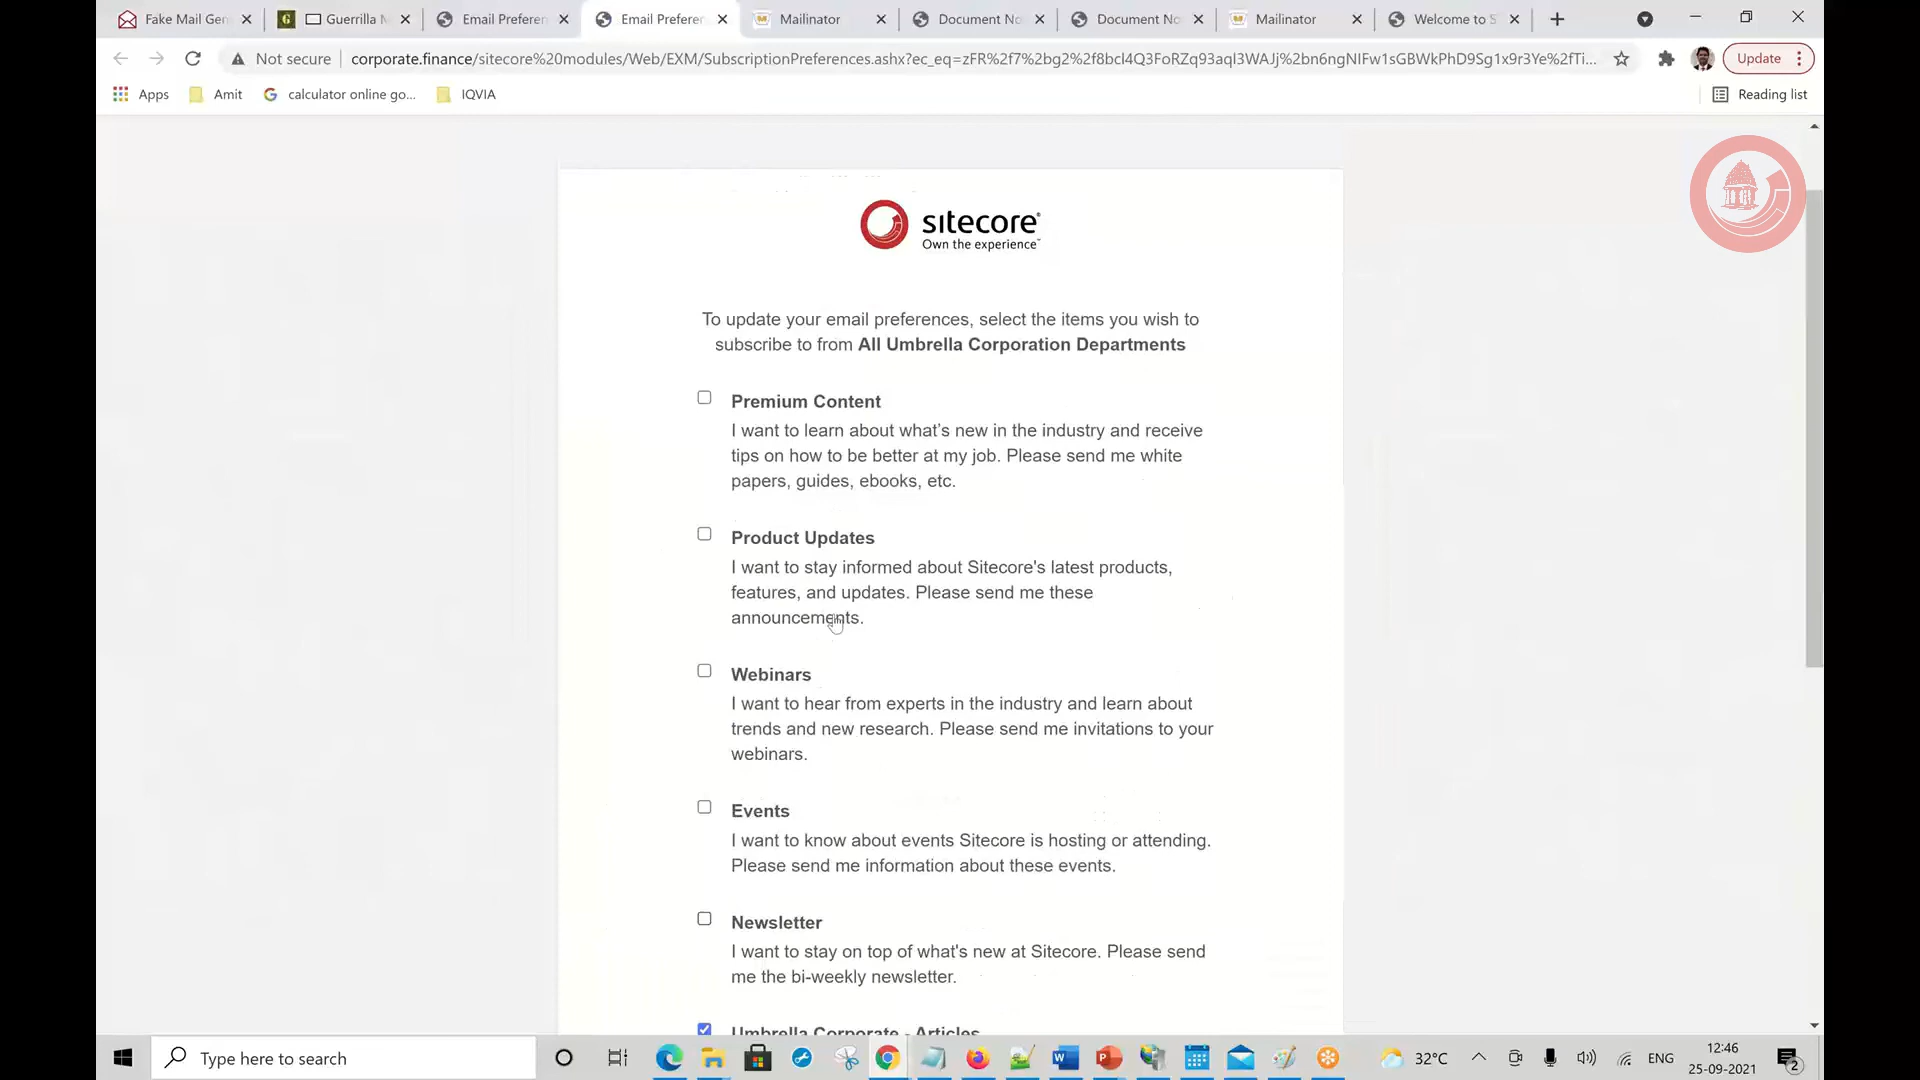 Fake Mail Gen
Guerrilla M
Email Preferen
Email Preferen
Mailinator
Document No
Document No
Mailinator
Welcome to S
Not secure
corporate.finance/sitecore%20modules/Web/EXM/SubscriptionPreferences.ashx?ec_eq=zFR%2f7%2bg2%2f8bcl4Q3FoRZq93aqI3WAJj%2bn6ngNIFw1sGBWkPhD9Sg1x9r3Ye%2fTi...
Update
Apps
Amit
calculator online go...
IQVIA
Reading list
sitecore
Own the experience
To update your email preferences, select the items you wish to
subscribe to from All Umbrella Corporation Departments
Premium Content
I want to learn about what's new in the industry and receive
tips on how to be better at my job. Please send me white
papers, guides, ebooks, etc.
Product Updates
I want to stay informed about Sitecore's latest products,
features, and updates. Please send me these
announcements.
Webinars
I want to hear from experts in the industry and learn about
trends and new research. Please send me invitations to your
webinars.
Events
I want to know about events Sitecore is hosting or attending.
Please send me information about these events.
Newsletter
I want to stay on top of what's new at Sitecore. Please send
me the bi-weekly newsletter.
Umbrella Corporate - Articles
Type here to search
32°C
ENG
12:46
25-09-2021
2